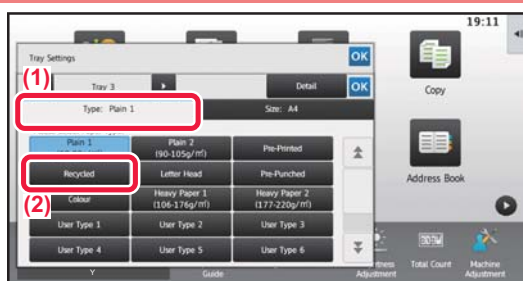 19:11
Tray Settings
OK
(1)
Tray 3
Detail
OK
Type: Plain 1
Size: A4
Copy
Plain 1
Plain 2
(90-105g/㎡)
Pre-Printed
Recycled
Letter Head
Pre-Punched
Address Book
(2)
Colour
Heavy Paper 1
(106-176g/㎡)
Heavy Paper 2
(177-220g/㎡)
User Type 1
User Type 2
User Type 3
User Type 4
User Type 5
User Type 6
Y
Guide
Adjustment
Total Count
Machine
Adjustment